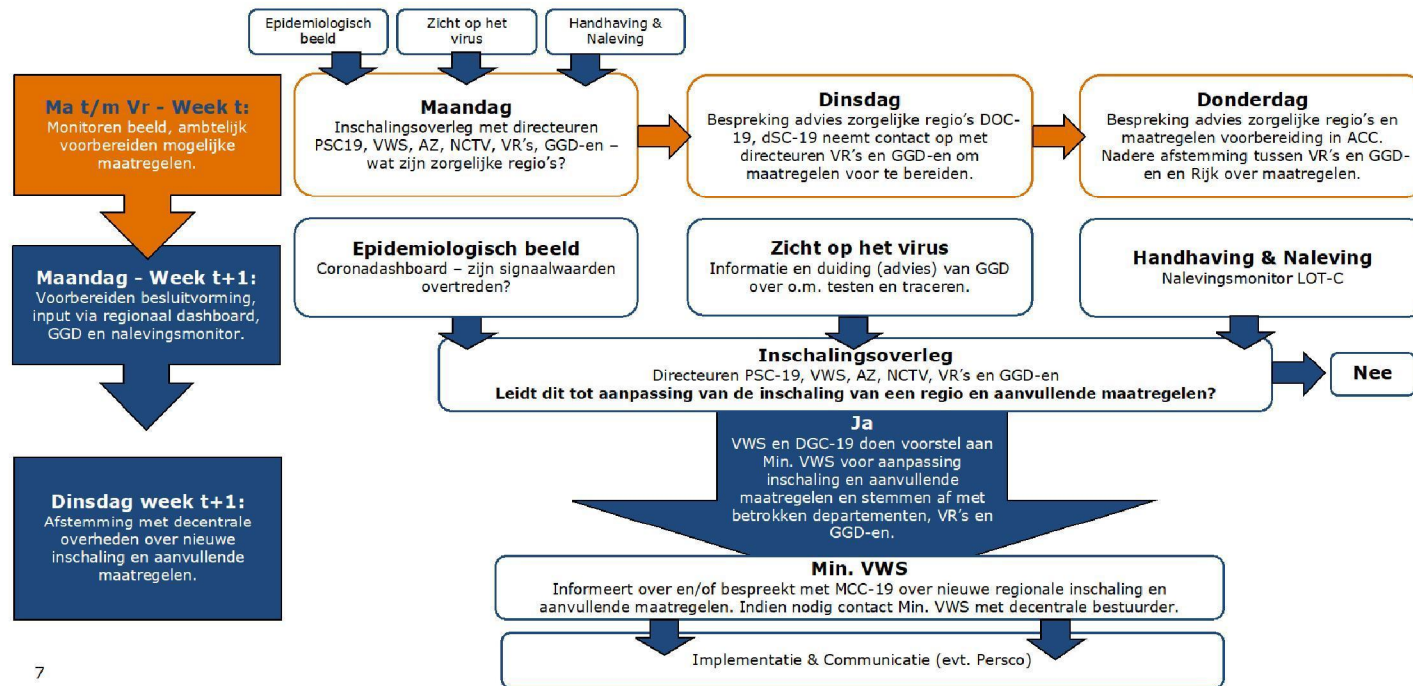 Epidemiologisch
beeld
Zicht op het
virus
Handhaving &
Naleving
Ma t/m Vr - Week t:
Monitoren beeld, ambtelijk
voorbereiden mogelijke
maatregelen.
Maandag
Inschalingsoverleg met directeuren
PSC19, VWS, AZ, NCTV, VR's, GGD-en –
wat zijn zorgelijke regio's?
Dinsdag
Bespreking advies zorgelijke regio's DOC-
19, dSC-19 neemt contact op met
directeuren VR's en GGD-en om
maatregelen voor te bereiden.
Donderdag
Bespreking advies zorgelijke regio's en
maatregelen voorbereiding in ACC.
Nadere afstemming tussen VR's en GGD-
en en Rijk over maatregelen.
Maandag - Week t+1:
Voorbereiden besluitvorming,
input via regionaal dashboard,
GGD en nalevingsmonitor.
Epidemiologisch beeld
Coronadashboard – zijn signaalwaarden
overtreden?
Zicht op het virus
Informatie en duiding (advies) van GGD
over o.m. testen en traceren.
Handhaving & Naleving
Nalevingsmonitor LOT-C
Inschalingsoverleg
Directeuren PSC-19, VWS, AZ, NCTV, VR's en GGD-en
Leidt dit tot aanpassing van de inschaling van een regio en aanvullende maatregelen?
Nee
Ja
VWS en DGC-19 doen voorstel aan
Min. VWS voor aanpassing
inschaling en aanvullende
maatregelen en stemmen af met
betrokken departementen, VR's en
GGD-en.
Dinsdag week t+1:
Afstemming met decentrale
overheden over nieuwe
inschaling en aanvullende
maatregelen.
Min. VWS
Informeert over en/of bespreekt met MCC-19 over nieuwe regionale inschaling en
aanvullende maatregelen. Indien nodig contact Min. VWS met decentrale bestuurder.
Implementatie & Communicatie (evt. Persco)
7